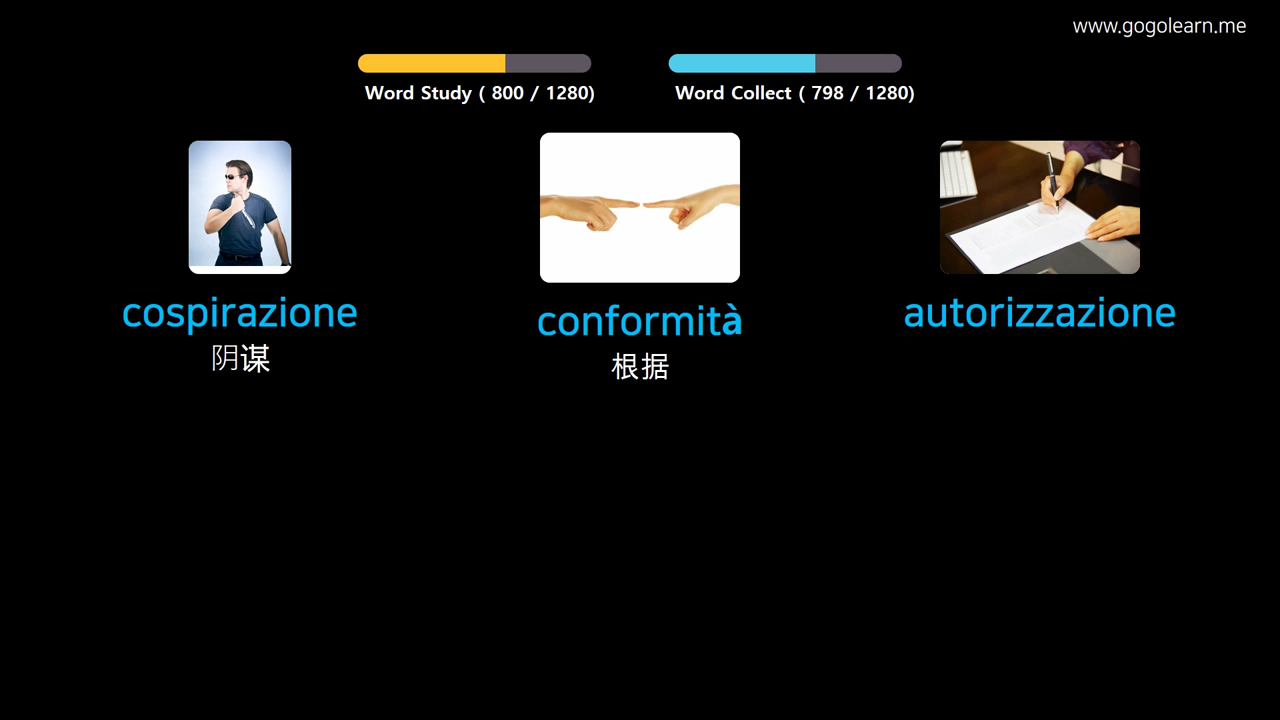 www.gogolearn.me
Word Study ( 800 / 1280)
Word Collect ( 798 / 1280)
cospirazione
阴谋
conformità
根据
autorizzazione